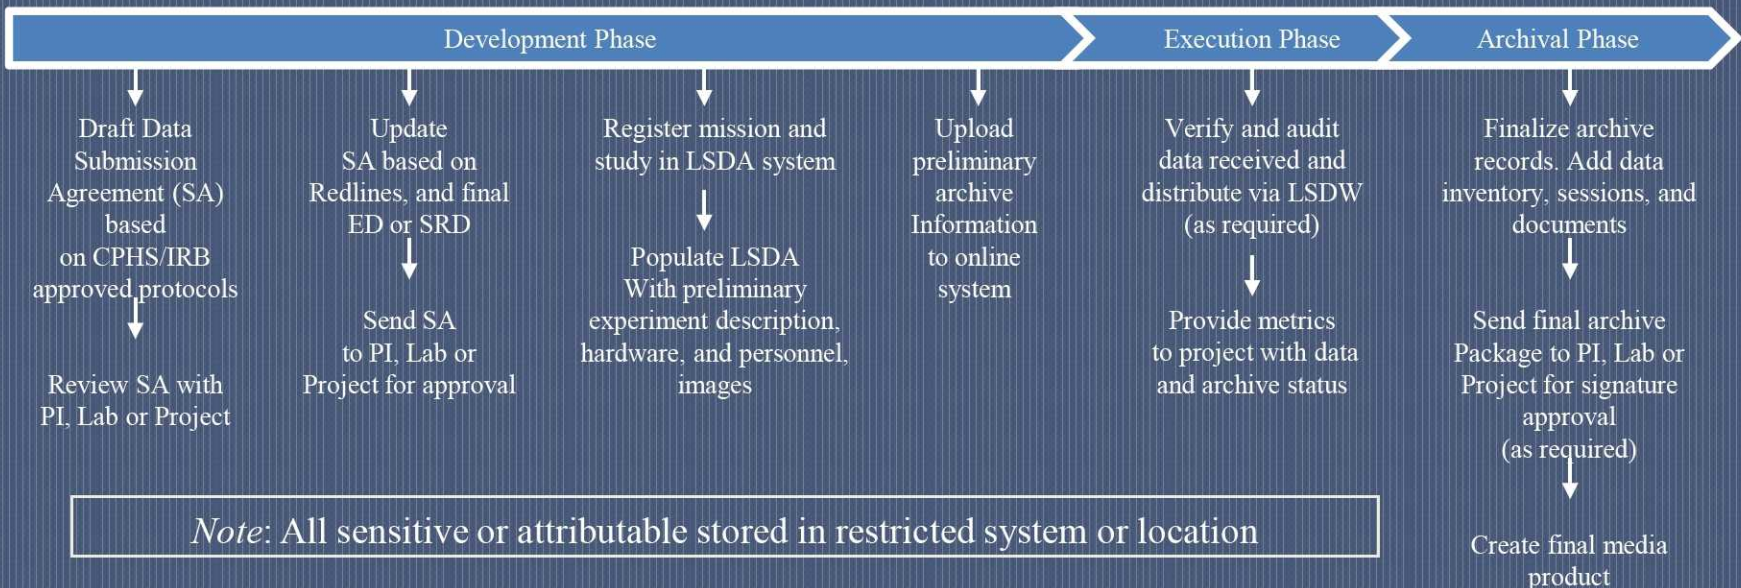 Development Phase
Execution Phase
Archival Phase
Draft Data
Submission
Agreement (SA)
based
on CPHS/IRB
approved protocols
Review SA with
PI, Lab or Project
Update
SA based on
Redlines, and final
ED or SRD
Send SA
to PI, Lab or
Project for approval
Register mission and
study in LSDA system
Populate LSDA
With preliminary
experiment description,
hardware, and personnel,
images
Upload
preliminary
archive
Information
to online
system
Verify and audit
data received and
distribute via LSDW
(as required)
Provide metrics
to project with data
and archive status
Finalize archive
records. Add data
inventory, sessions, and
documents
Send final archive
Package to PI, Lab or
Project for signature
approval
(as required)
Create final media
product
Note: All sensitive or attributable stored in restricted system or location